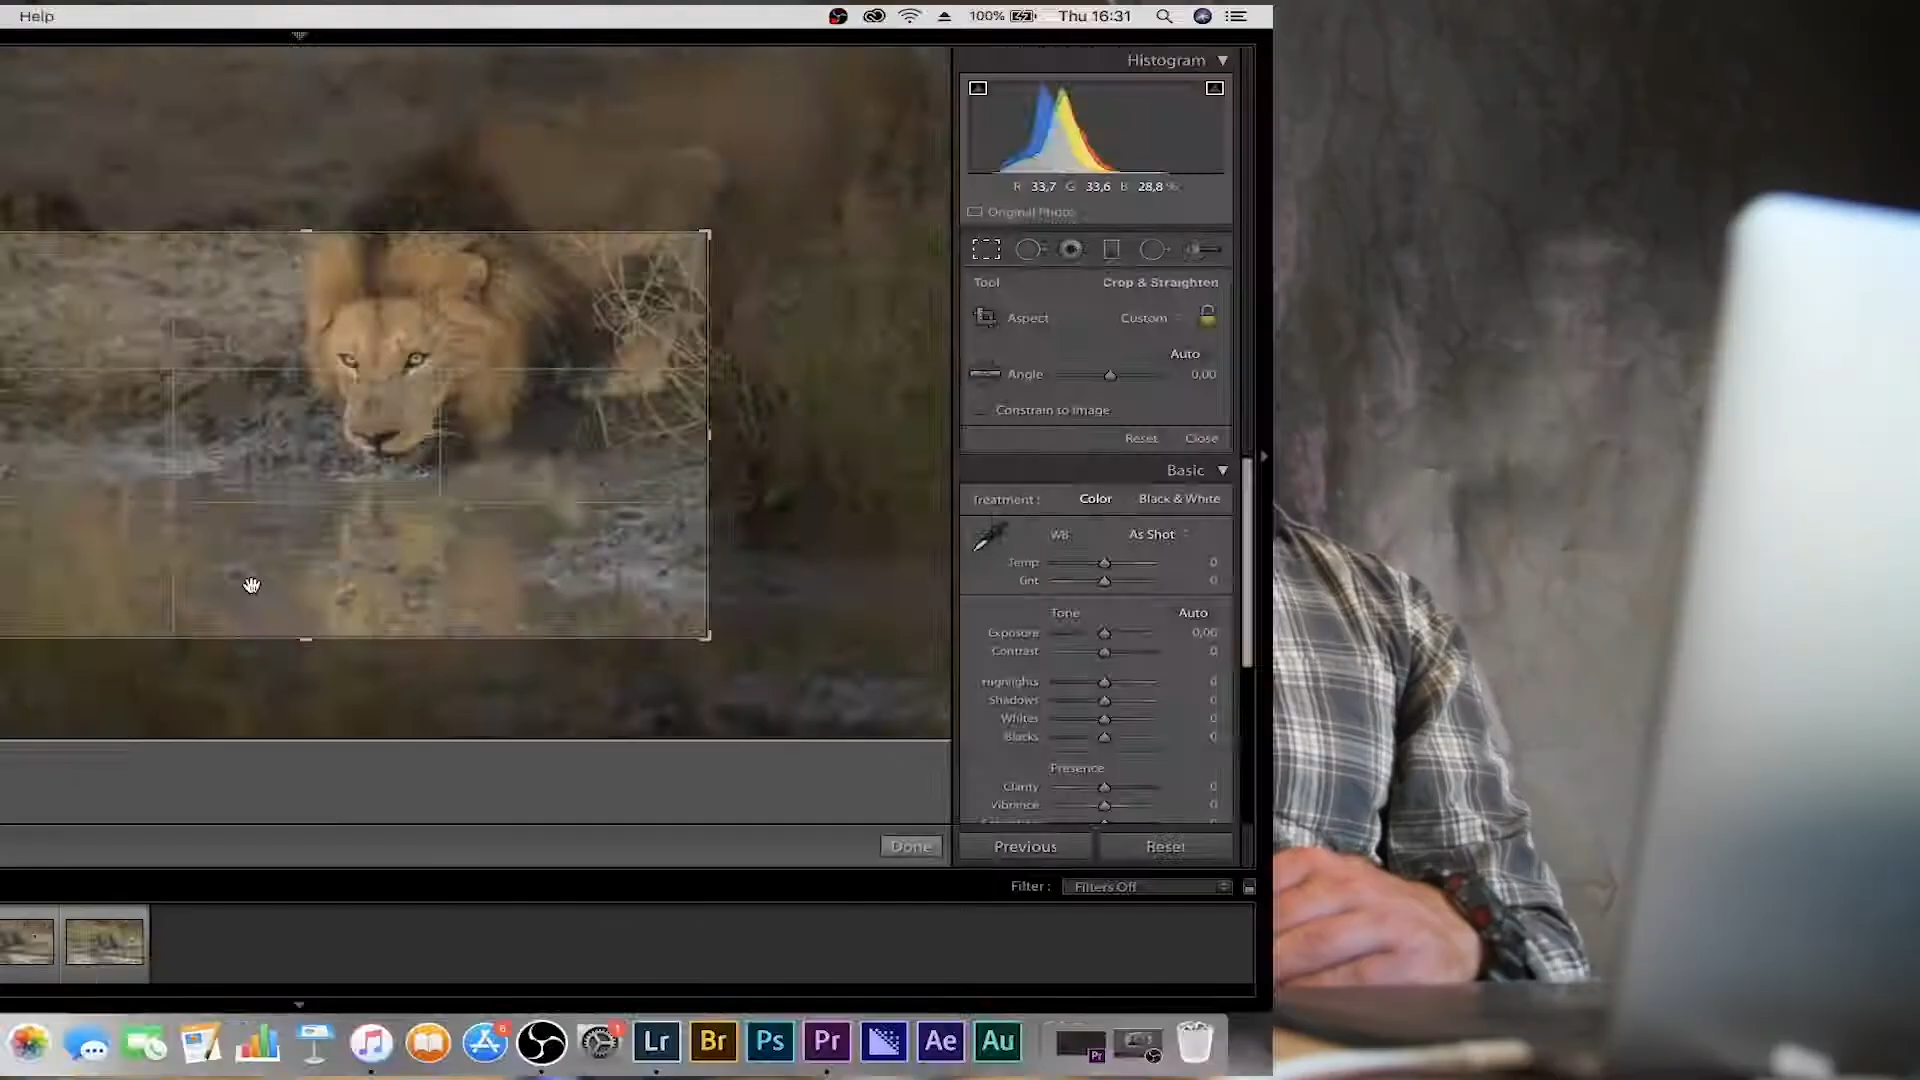 Help
100%
Thu 16:31
Histogram
R 33,7 G 33,6 B 28,8 %
Original Photo
Tool
Crop & Straighten
Aspect
Custom
Auto
Angle
0,00
Constrain to Image
Reset
Close
Basic
Treatment :
Color
Black & White
WB
As Shot
Temp
0
Tint
0
Tone
Auto
Exposure
0,00
Contrast
0
Highlights
0
Shadows
0
Whites
0
Blacks
0
Presence
Clarity
0
Vibrance
0
Done
Previous
Reset
Filter :
Filters Off
6
1
Lr
Br
Ps
Pr
Ae
Au
Pr